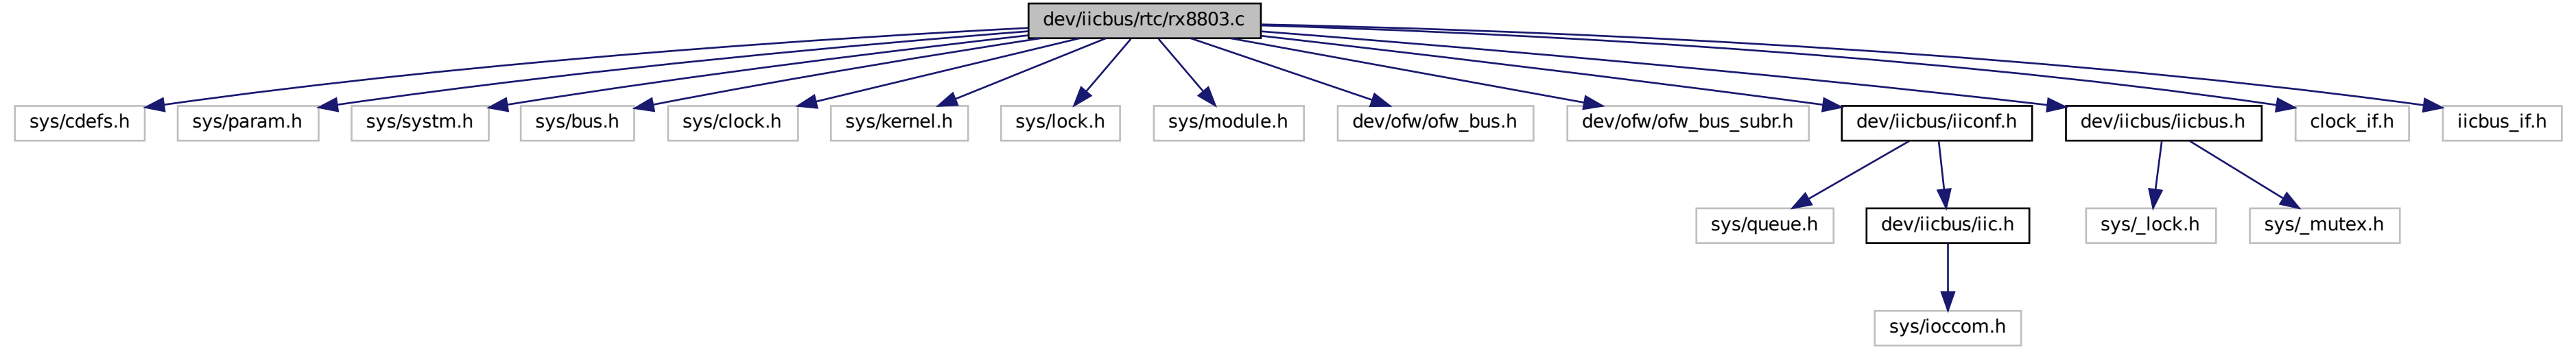 dev/iicbus/rtc/rx8803.c
sys/cdefs.h
sys/param.h
sys/systm.h
sys/bus.h
sys/clock.h
sys/kernel.h
sys/lock.h
sys/module.h
dev/ofw/ofw_bus.h
dev/ofw/ofw_bus_subr.h
dev/iicbus/iiconf.h
dev/iicbus/iicbus.h
clock_if.h
iicbus_if.h
sys/queue.h
dev/iicbus/iic.h
sys/_lock.h
sys/_mutex.h
sys/ioccom.h